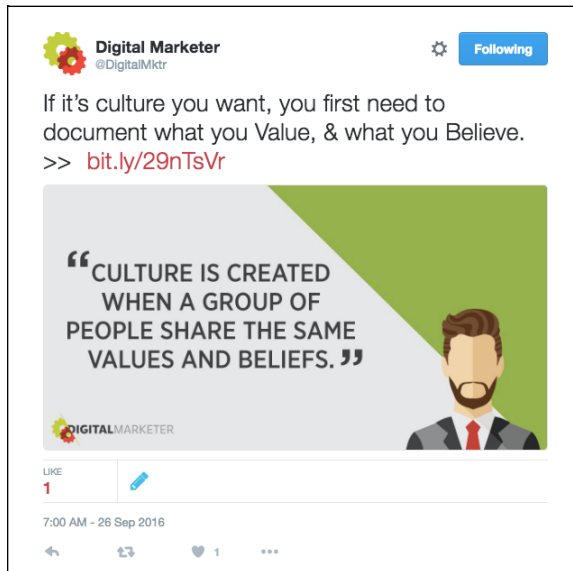 Digital Marketer
@DigitalMktr
Following
If it's culture you want, you first need to
document what you Value, & what you Believe.
>> bit.ly/29nTsVr
“CULTURE IS CREATED
WHEN A GROUP OF
PEOPLE SHARE THE SAME
VALUES AND BELIEFS.”
DIGITALMARKETER
LIKE
1
7:00 AM - 26 Sep 2016
1